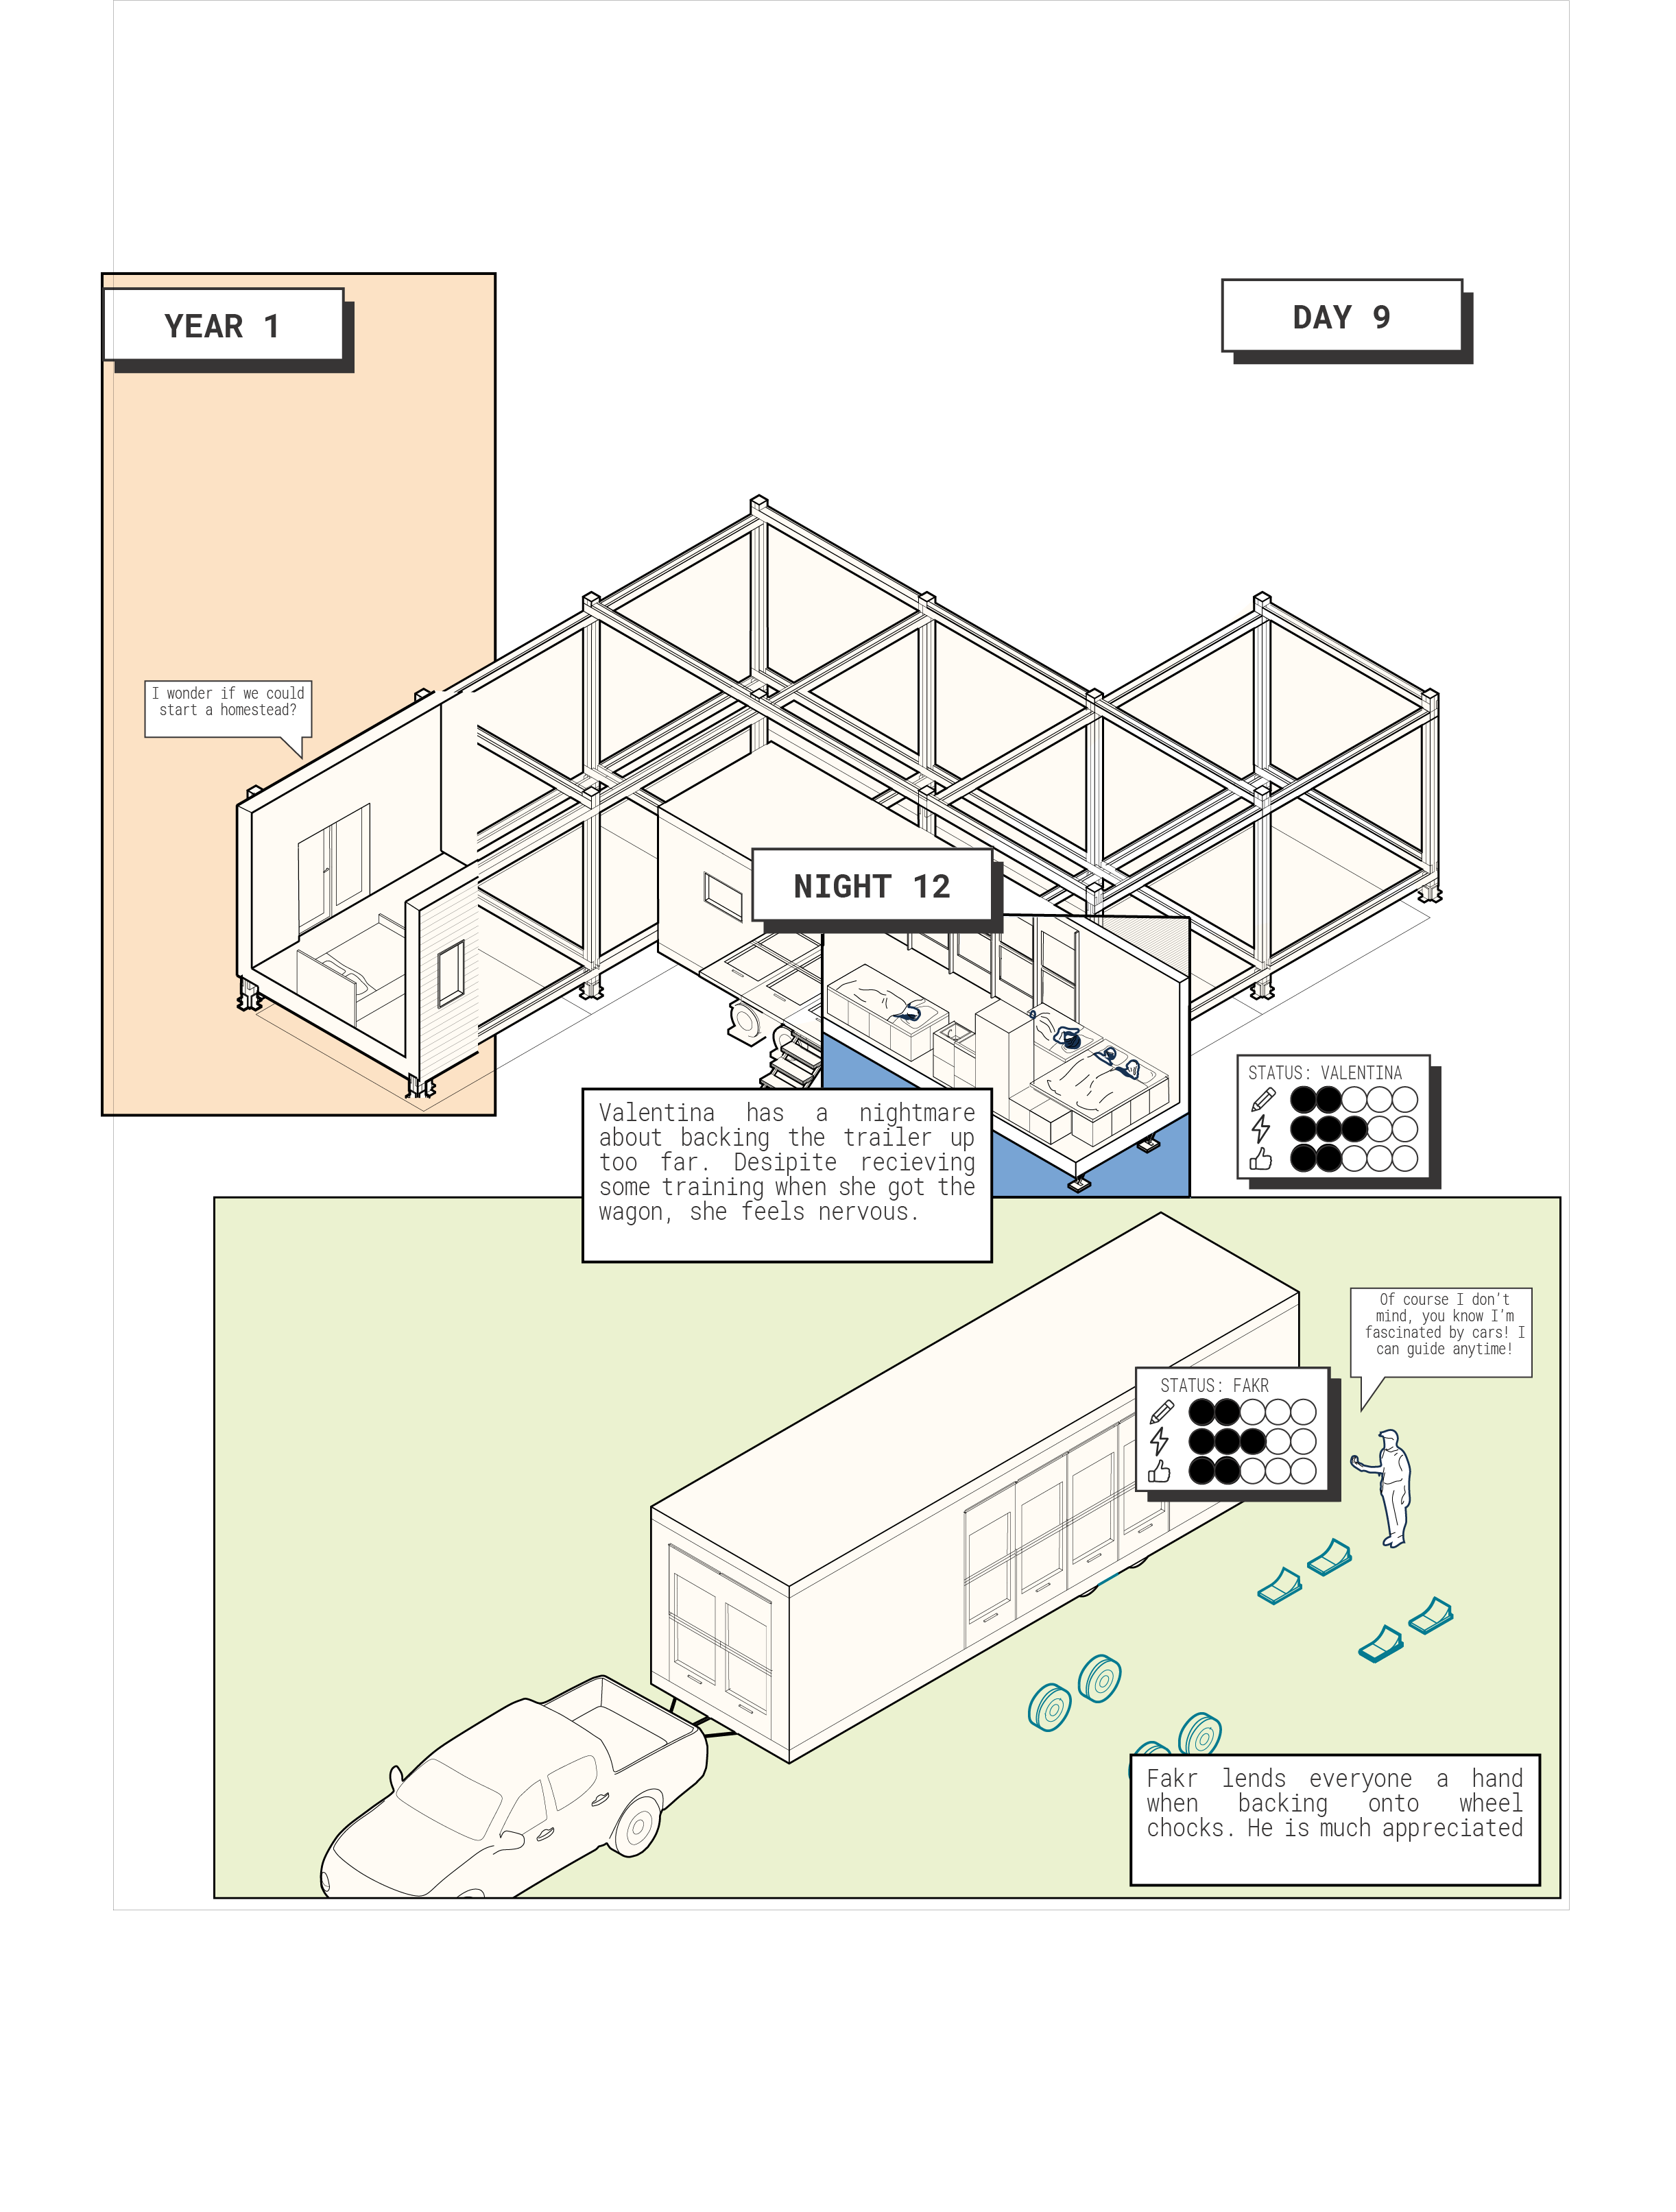 YEAR 1
DAY 9
I wonder if we could
start a homestead?
NIGHT 12
STATUS: VALENTINA
Valentina has a nightmare
about backing the trailer up
too far. Desipite recieving
some training when she got the
wagon, she feels nervous.
Of course I don't
mind, you know I'm
fascinated by cars! I
can guide anytime!
STATUS: FAKR
Fakr lends everyone a hand
when backing onto wheel
chocks. He is much appreciated